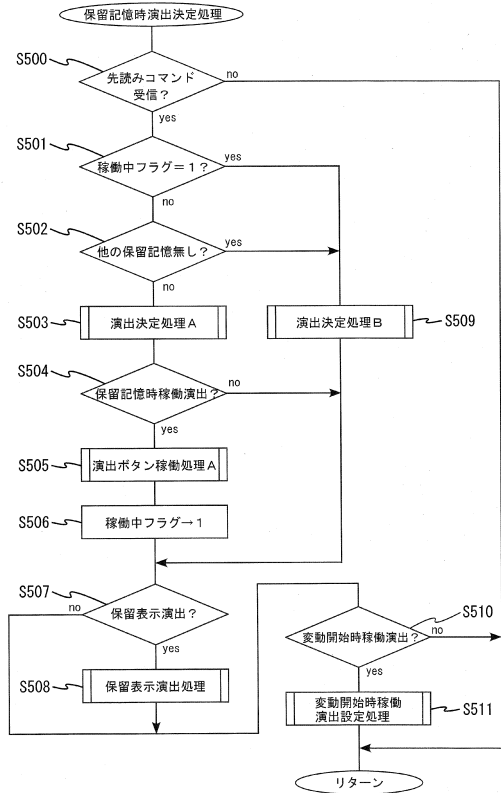 保留記憶時演出決定処理
S500
先読みコマンド
受信？
no
yes
S501
稼働中フラグ＝１？
yes
no
S502
他の保留記憶無し？
yes
no
S503
演出決定処理Ａ
演出決定処理Ｂ
S509
S504
保留記憶時稼働演出？
no
yes
S505
演出ボタン稼働処理Ａ
S506
稼働中フラグ→１
S507
no
保留表示演出？
yes
S508
保留表示演出処理
S510
変動開始時稼働演出？
no
yes
変動開始時稼働
演出設定処理
S511
リターン